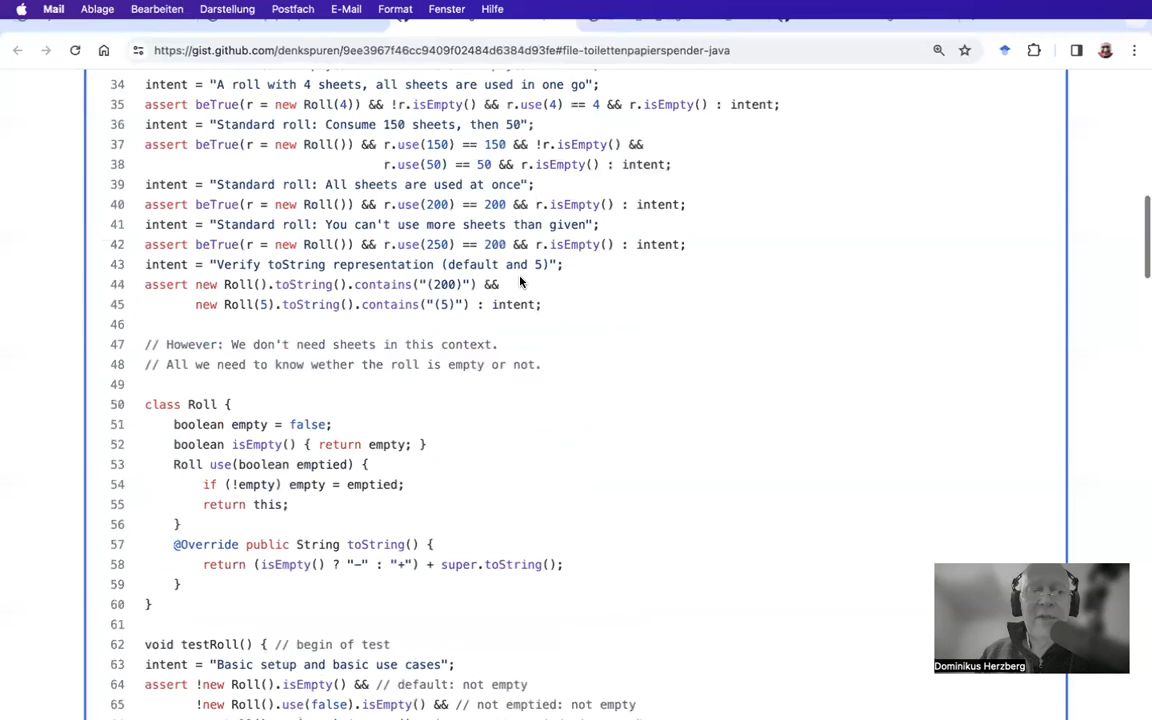 Mail Ablage Bearbeiten Darstellung Postfach E-Mail Format Fenster Hilfe
https://gist.github.com/denkspuren/9ee3967f46cc9409f02484d6384d93fe#file-toilettenpapierspender-java
34 intent = "A roll with 4 sheets, all sheets are used in one go";
35 assert beTrue(r = new Roll(4)) && !r.isEmpty() && r.use(4) == 4 && r.isEmpty() : intent;
36 intent = "Standard roll: Consume 150 sheets, then 50";
37 assert beTrue(r = new Roll()) && r.use(150) == 150 && !r.isEmpty() &&
38 r.use(50) == 50 && r.isEmpty() : intent;
39 intent = "Standard roll: All sheets are used at once";
40 assert beTrue(r = new Roll()) && r.use(200) == 200 && r.isEmpty() : intent;
41 intent = "Standard roll: You can't use more sheets than given";
42 assert beTrue(r = new Roll()) && r.use(250) == 200 && r.isEmpty() : intent;
43 intent = "Verify toString representation (default and 5)";
44 assert new Roll().toString().contains("(200)") &&
45 new Roll(5).toString().contains("(5)") : intent;
46
47 // However: We don't need sheets in this context.
48 // All we need to know wether the roll is empty or not.
49
50 class Roll {
51 boolean empty = false;
52 boolean isEmpty() { return empty; }
53 Roll use(boolean emptied) {
54 if (!empty) empty = emptied;
55 return this;
56 }
57 @Override public String toString() {
58 return (isEmpty() ? "-" : "+") + super.toString();
59 }
60 }
61
62 void testRoll() { // begin of test
63 intent = "Basic setup and basic use cases";
64 assert !new Roll().isEmpty() && // default: not empty
65 !new Roll().use(false).isEmpty() && // not emptied: not empty
Dominikus Herzberg